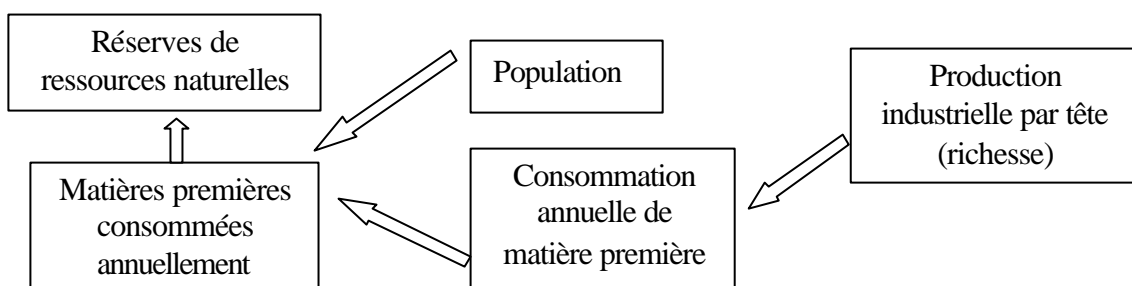 Réserves de
ressources naturelles
Population
Production
industrielle par tête
(richesse)
Matières premières
consommées
annuellement
Consommation
annuelle de
matière première